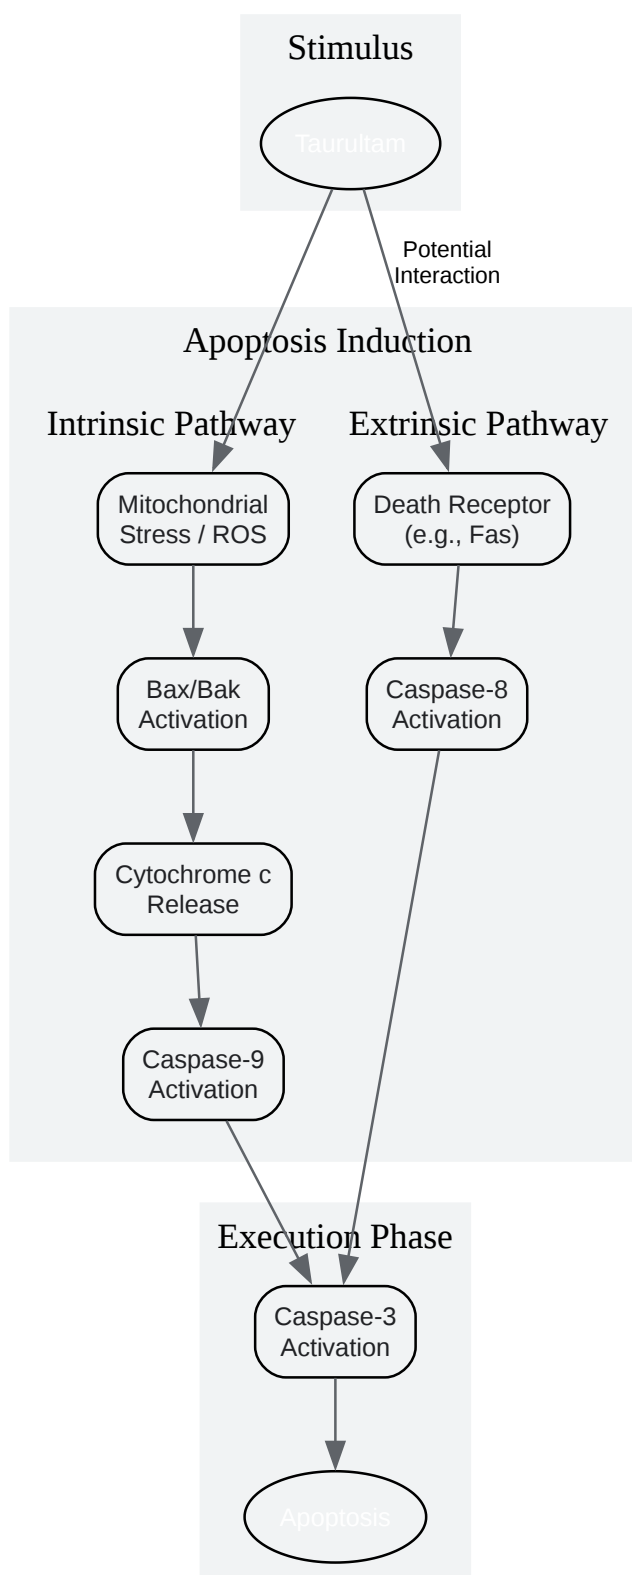 Stimulus
Taurultam
Potential
Interaction
Apoptosis Induction
Intrinsic Pathway
Extrinsic Pathway
Mitochondrial
Stress / ROS
Death Receptor
(e.g., Fas)
Bax/Bak
Activation
Caspase-8
Activation
Cytochrome c
Release
Caspase-9
Activation
Execution Phase
Caspase-3
Activation
Apoptosis